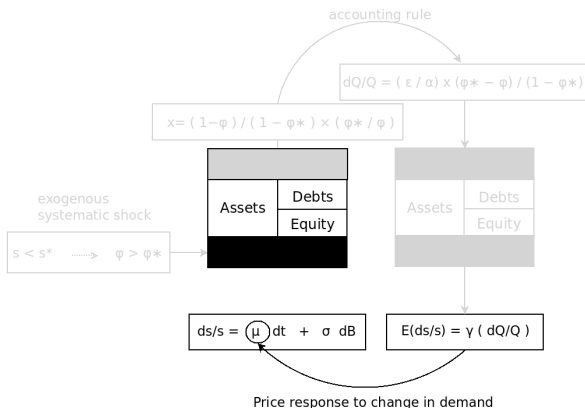 accounting rule
dQ/Q = ( ε / α) x (φ∗ − φ) / (1 − φ∗)
x= ( 1−φ ) / ( 1 − φ∗ ) × ( φ∗ / φ )
exogenous
systematic shock
s < s* φ > φ∗
Assets
Debts
Equity
Assets
Debts
Equity
ds/s = μ dt + σ dB
E(ds/s) = γ ( dQ/Q )
Price response to change in demand